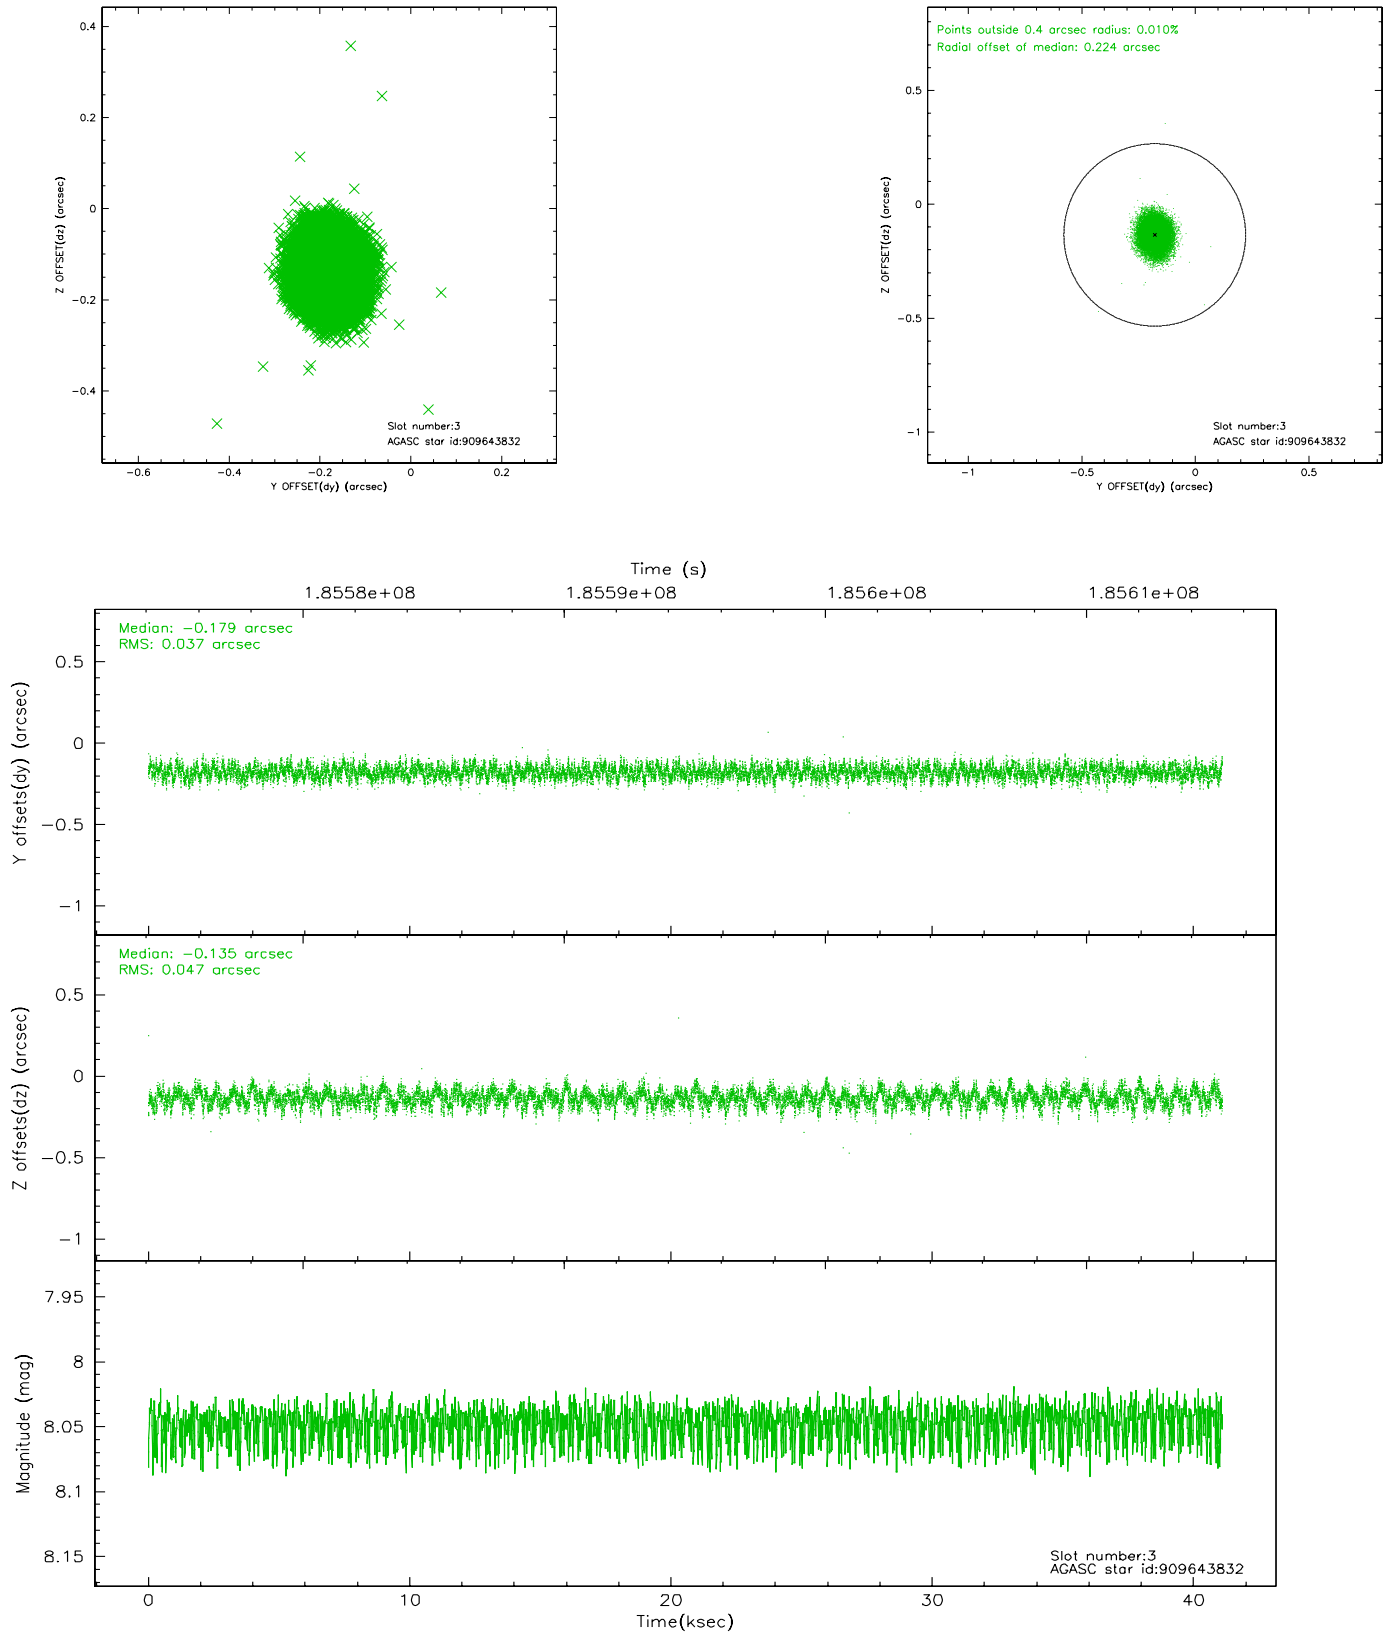 0.4
0.2
0
−0.2
−0.4
−0.6
−0.4
−0.2
0
0.2
Z OFFSET(dz) (arcsec)
Y OFFSET(dy) (arcsec)
Slot number:3
AGASC star id:909643832
Points outside 0.4 arcsec radius: 0.010%
Radial offset of median: 0.224 arcsec
0.5
0
−0.5
−1
−1
−0.5
0
0.5
Z OFFSET(dz) (arcsec)
Y OFFSET(dy) (arcsec)
Slot number:3
AGASC star id:909643832
Time (s)
1.8558e+08
1.8559e+08
1.856e+08
1.8561e+08
Median: −0.179 arcsec
RMS: 0.037 arcsec
0.5
0
−0.5
−1
Y offsets(dy) (arcsec)
Median: −0.135 arcsec
RMS: 0.047 arcsec
0.5
0
−0.5
−1
Z offsets(dz) (arcsec)
7.95
8
8.05
8.1
8.15
Magnitude (mag)
Slot number:3
AGASC star id:909643832
0
10
20
30
40
Time(ksec)